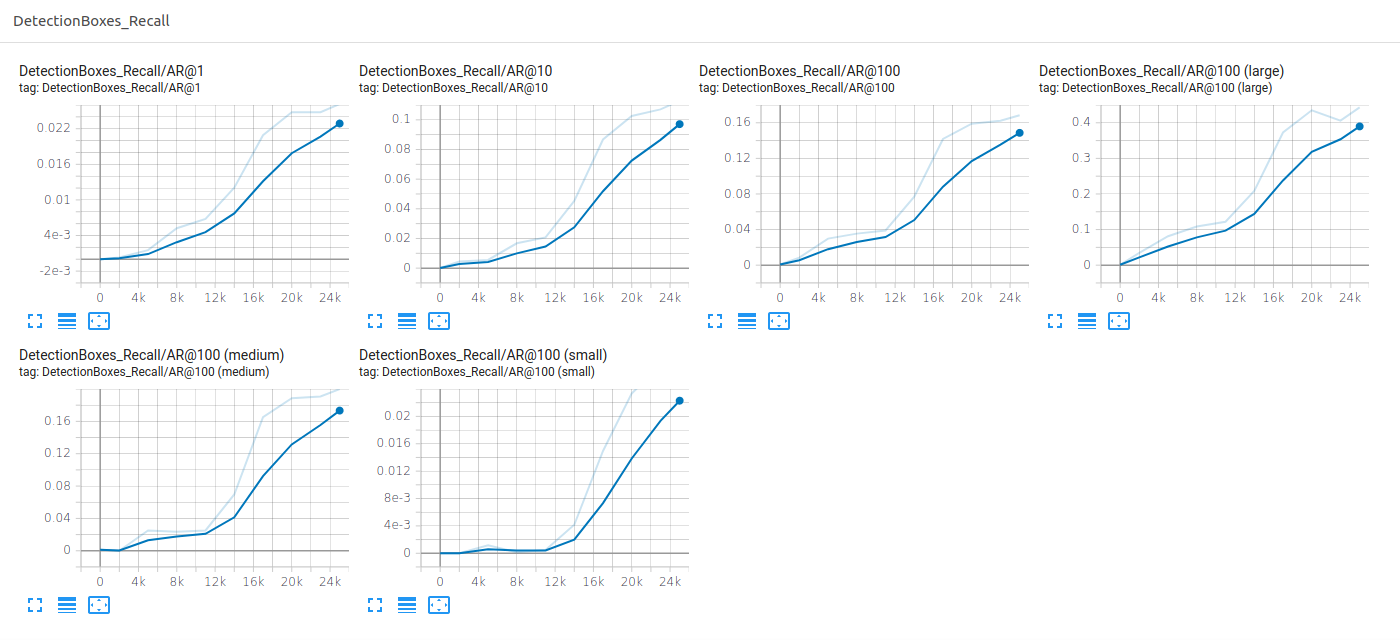 DetectionBoxes_Recall
DetectionBoxes_Recall/AR@1
tag: DetectionBoxes_Recall/AR@1
0.022
0.016
0.01
4e-3
-2e-3
0 4k 8k 12k 16k 20k 24k
DetectionBoxes_Recall/AR@10
tag: DetectionBoxes_Recall/AR@10
0.1
0.08
0.06
0.04
0.02
0
0 4k 8k 12k 16k 20k 24k
DetectionBoxes_Recall/AR@100
tag: DetectionBoxes_Recall/AR@100
0.16
0.12
0.08
0.04
0
0 4k 8k 12k 16k 20k 24k
DetectionBoxes_Recall/AR@100 (large)
tag: DetectionBoxes_Recall/AR@100 (large)
0.4
0.3
0.2
0.1
0
0 4k 8k 12k 16k 20k 24k
DetectionBoxes_Recall/AR@100 (medium)
tag: DetectionBoxes_Recall/AR@100 (medium)
0.16
0.12
0.08
0.04
0
0 4k 8k 12k 16k 20k 24k
DetectionBoxes_Recall/AR@100 (small)
tag: DetectionBoxes_Recall/AR@100 (small)
0.02
0.016
0.012
8e-3
4e-3
0
0 4k 8k 12k 16k 20k 24k